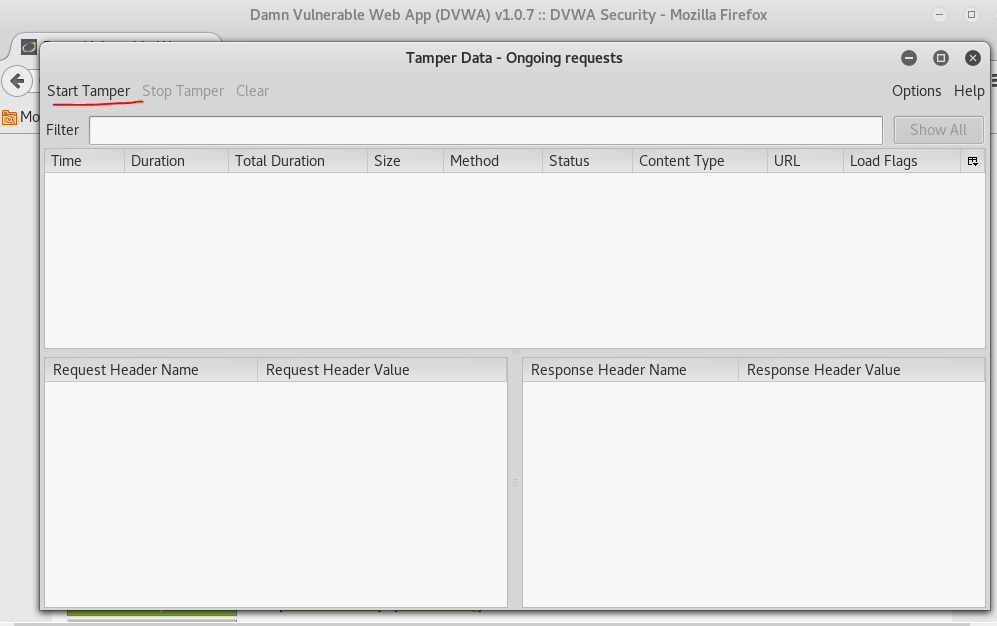 Damn Vulnerable Web App (DVWA) v1.0.7 :: DVWA Security - Mozilla Firefox
Tamper Data - Ongoing requests
Start Tamper Stop Tamper Clear Options Help
Mo
Filter Show All
Time Duration Total Duration Size Method Status Content Type URL Load Flags
Request Header Name Request Header Value Response Header Name Response Header Value